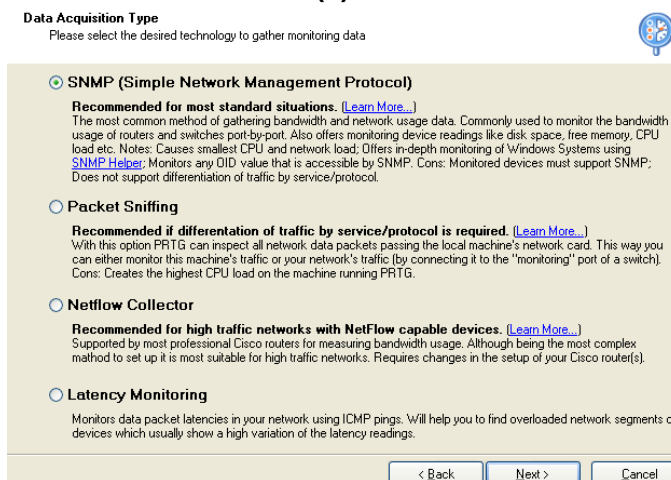 Data Acquisition Type
Please select the desired technology to gather monitoring data
SNMP (Simple Network Management Protocol)
Recommended for most standard situations. (Learn More...)
The most common method of gathering bandwidth and network usage data. Commonly used to monitor the bandwidth
usage of routers and switches port-by-port. Also offers monitoring device readings like disk space, free memory, CPU
load etc. Notes: Causes smallest CPU and network load; Offers in-depth monitoring of Windows Systems using
SNMP Helper; Monitors any OID value that is accessible by SNMP. Cons: Monitored devices must support SNMP;
Does not support differentation of traffic by service/protocol.
Packet Sniffing
Recommended if differentation of traffic by service/protocol is required. (Learn More...)
With this option PRTG can inspect all network data packets passing the local machine's network card. This way you
can either monitor this machine's traffic or your network's traffic (by connecting it to the "monitoring" port of a switch).
Cons: Creates the highest CPU load on the machine running PRTG.
Netflow Collector
Recommended for high traffic networks with NetFlow capable devices. (Learn More...)
Supported by most professional Cisco routers for measuring bandwidth usage. Although being the most complex
mathod to set up it is most suitable for high traffic networks. Requires changes in the setup of your Cisco router(s).
Latency Monitoring
Monitors data packet latencies in your network using ICMP pings. Will help you to find overloaded network segments
devices which usually show a high variation of the latency readings.
< Back Next > Cancel